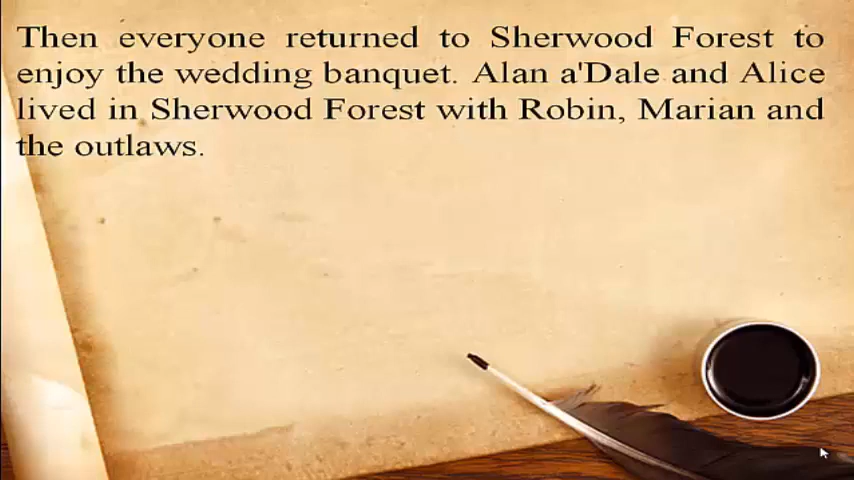 Then everyone returned to Sherwood Forest to
enjoy the wedding banquet. Alan a'Dale and Alice
lived in Sherwood Forest with Robin, Marian and
the outlaws.